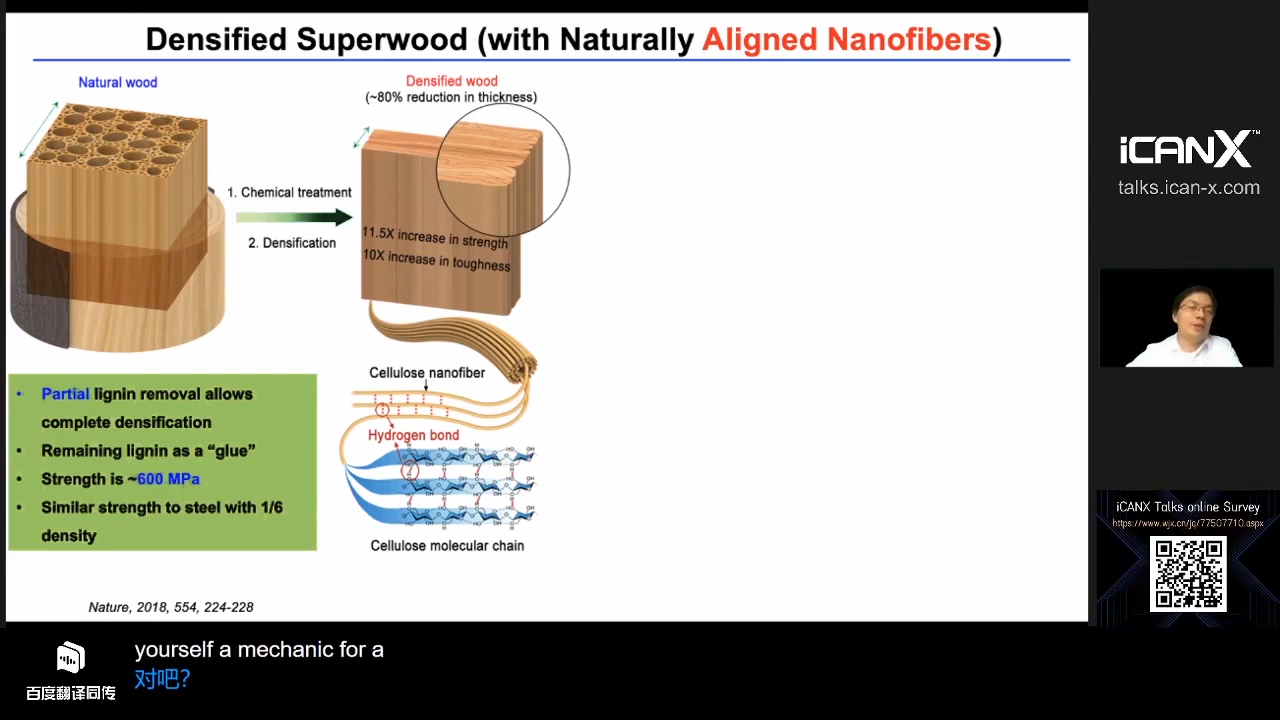 Densified Superwood (with Naturally Aligned Nanofibers)
Natural wood
Densified wood
(~80% reduction in thickness)
1. Chemical treatment
2. Densification
11.5X increase in strength
10X increase in toughness
Cellulose nanofiber
Hydrogen bond
Cellulose molecular chain
• Partial lignin removal allows
complete densification
• Remaining lignin as a “glue”
• Strength is ~600 MPa
• Similar strength to steel with 1/6
density
Nature, 2018, 554, 224-228
iCANX™
talks.ican-x.com
iCANX Talks online Survey
https://www.wjx.cn/jq/77507710.aspx
百度翻译同传
yourself a mechanic for a
对吧?